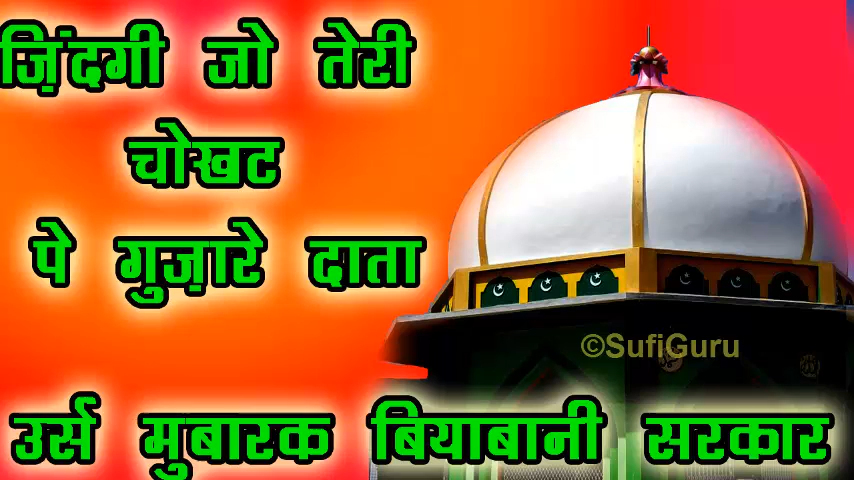 ज़िंदगी जो तेरी
चोखट
पे गुज़ारे दाता
©SufiGuru
उर्स मुबारक बियाबानी सरकार